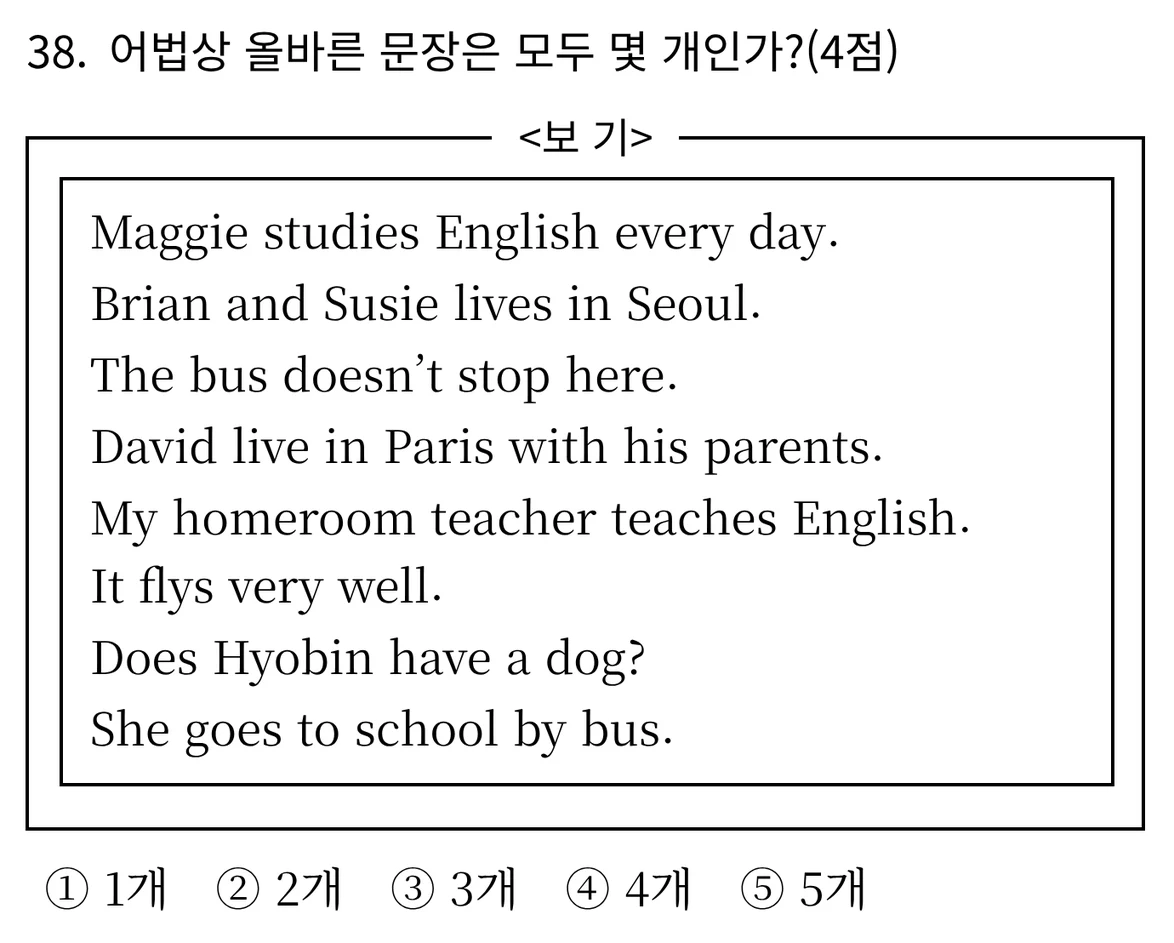 38. 어법상 올바른 문장은 모두 몇 개인가?(4점)
<보 기>
Maggie studies English every day.
Brian and Susie lives in Seoul.
The bus doesn’t stop here.
David live in Paris with his parents.
My homeroom teacher teaches English.
It flys very well.
Does Hyobin have a dog?
She goes to school by bus.
① 1개 ② 2개 ③ 3개 ④ 4개 ⑤ 5개